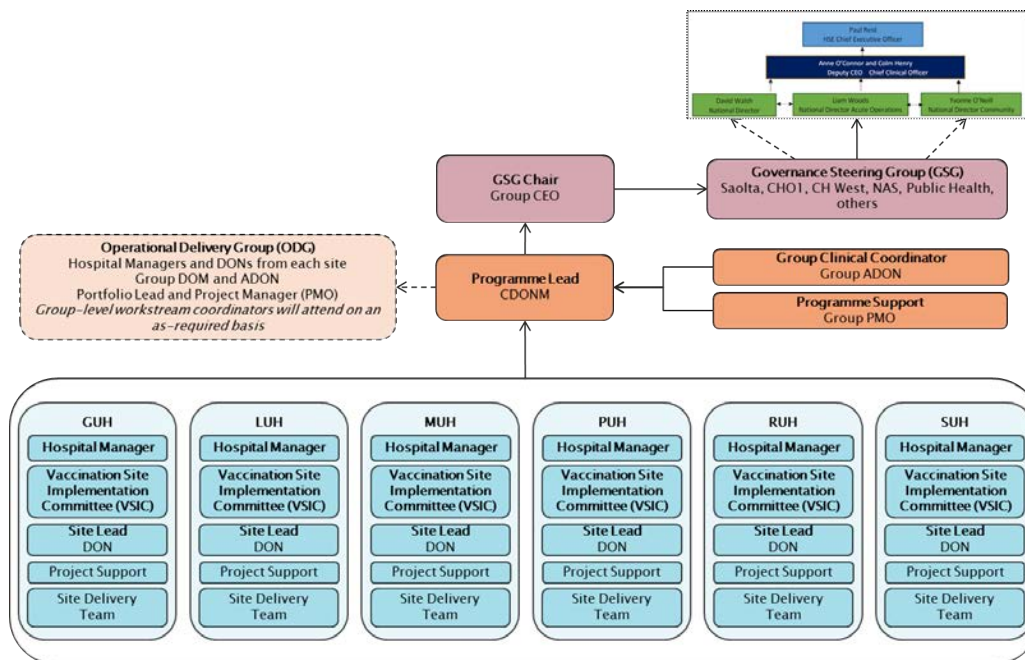 Paul Reid
HSE Chief Executive Officer
Anne O'Connor and Colm Henry
Deputy CEO Chief Clinical Officer
David Walsh
National Director
Liam Woods
National Director Acute Operations
Yvonne O'Neill
National Director Community
GSG Chair
Group CEO
Governance Steering Group (GSG)
Saolta, CHO1, CH West, NAS, Public Health,
others
Operational Delivery Group (ODG)
Hospital Managers and DONs from each site
Group DOM and ADON
Portfolio Lead and Project Manager (PMO)
Group-level workstream coordinators will attend on an
as-required basis
Programme Lead
CDONM
Group Clinical Coordinator
Group ADON
Programme Support
Group PMO
GUH
Hospital Manager
Vaccination Site
Implementation
Committee (VSIC)
Site Lead
DON
Project Support
Site Delivery
Team
LUH
Hospital Manager
Vaccination Site
Implementation
Committee (VSIC)
Site Lead
DON
Project Support
Site Delivery
Team
MUH
Hospital Manager
Vaccination Site
Implementation
Committee (VSIC)
Site Lead
DON
Project Support
Site Delivery
Team
PUH
Hospital Manager
Vaccination Site
Implementation
Committee (VSIC)
Site Lead
DON
Project Support
Site Delivery
Team
RUH
Hospital Manager
Vaccination Site
Implementation
Committee (VSIC)
Site Lead
DON
Project Support
Site Delivery
Team
SUH
Hospital Manager
Vaccination Site
Implementation
Committee (VSIC)
Site Lead
DON
Project Support
Site Delivery
Team